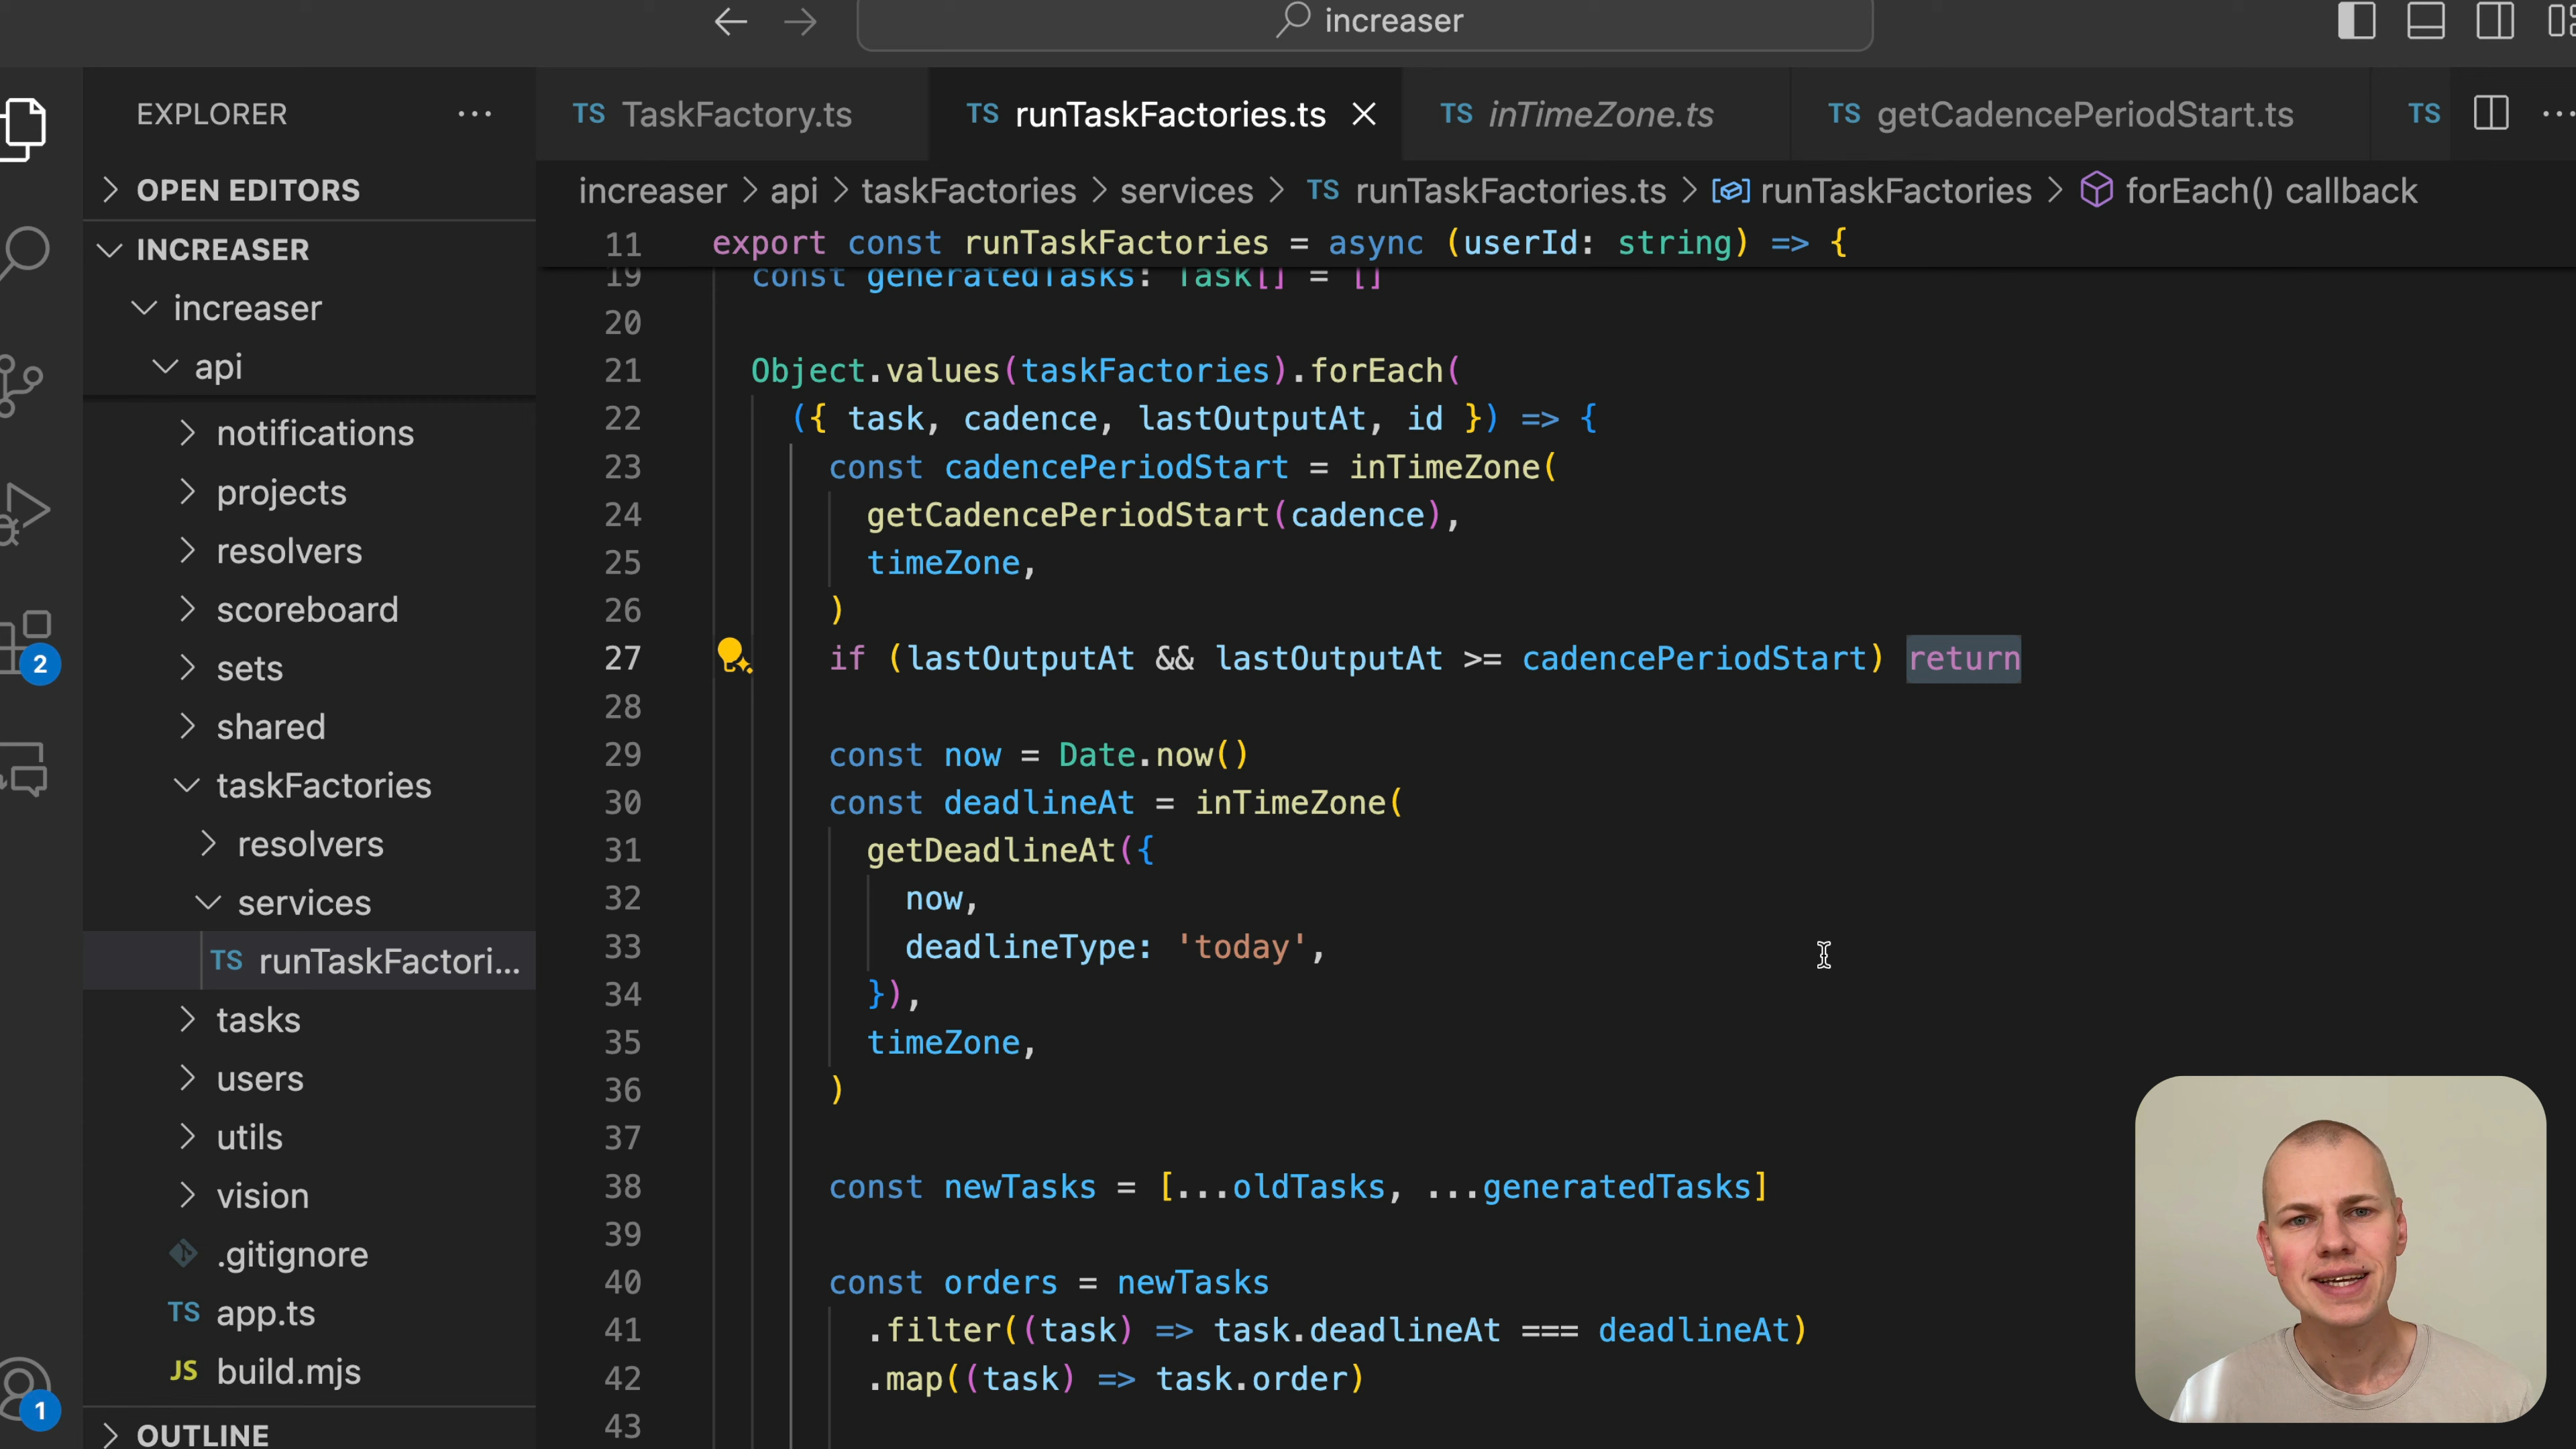 increaser
EXPLORER
TS TaskFactory.ts
TS runTaskFactories.ts
TS inTimeZone.ts
TS getCadencePeriodStart.ts
TS
OPEN EDITORS
increaser > api > taskFactories > services > TS runTaskFactories.ts > runTaskFactories > forEach() callback
INCREASER
increaser
api
notifications
projects
resolvers
scoreboard
sets
shared
taskFactories
resolvers
services
TS runTaskFactori...
tasks
users
utils
vision
.gitignore
TS app.ts
JS build.mjs
OUTLINE
2
1
11 export const runTaskFactories = async (userId: string) => {
19 const generatedTasks: Task[] = []
20
21 Object.values(taskFactories).forEach(
22 ({ task, cadence, lastOutputAt, id }) => {
23 const cadencePeriodStart = inTimeZone(
24 getCadencePeriodStart(cadence),
25 timeZone,
26 )
27 if (lastOutputAt && lastOutputAt >= cadencePeriodStart) return
28
29 const now = Date.now()
30 const deadlineAt = inTimeZone(
31 getDeadlineAt({
32 now,
33 deadlineType: 'today',
34 }),
35 timeZone,
36 )
37
38 const newTasks = [...oldTasks, ...generatedTasks]
39
40 const orders = newTasks
41 .filter((task) => task.deadlineAt === deadlineAt)
42 .map((task) => task.order)
43